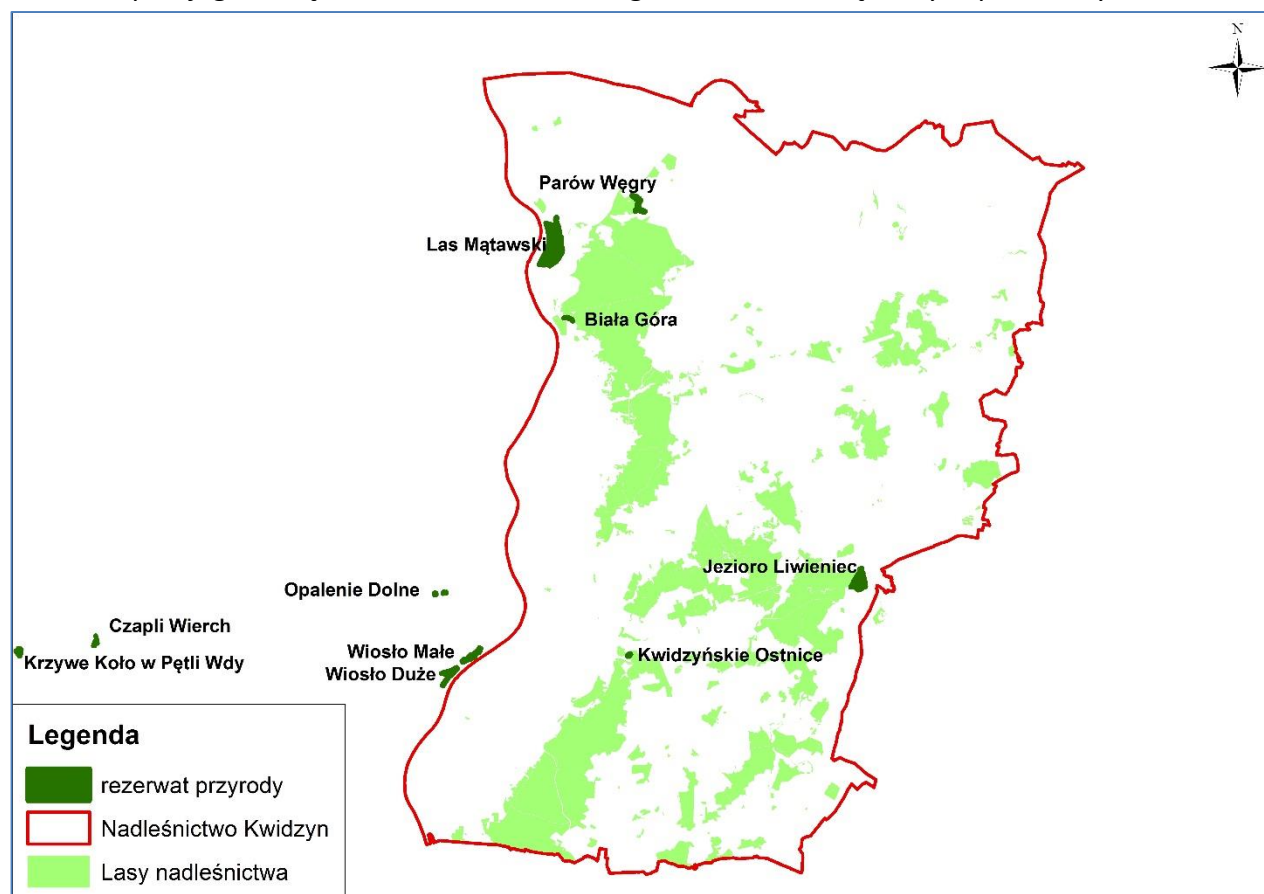 N
Parów Węgry
Las Mątawski
Biała Góra
Jezioro Liwieniec
Opalenie Dolne
Czapli Wierch
Krzywe Koło w Pętli Wdy
Wiosło Małe
Wiosło Duże
Kwidzyńskie Ostnice
Legenda
rezerwat przyrody
Nadleśnictwo Kwidzyn
Lasy nadleśnictwa